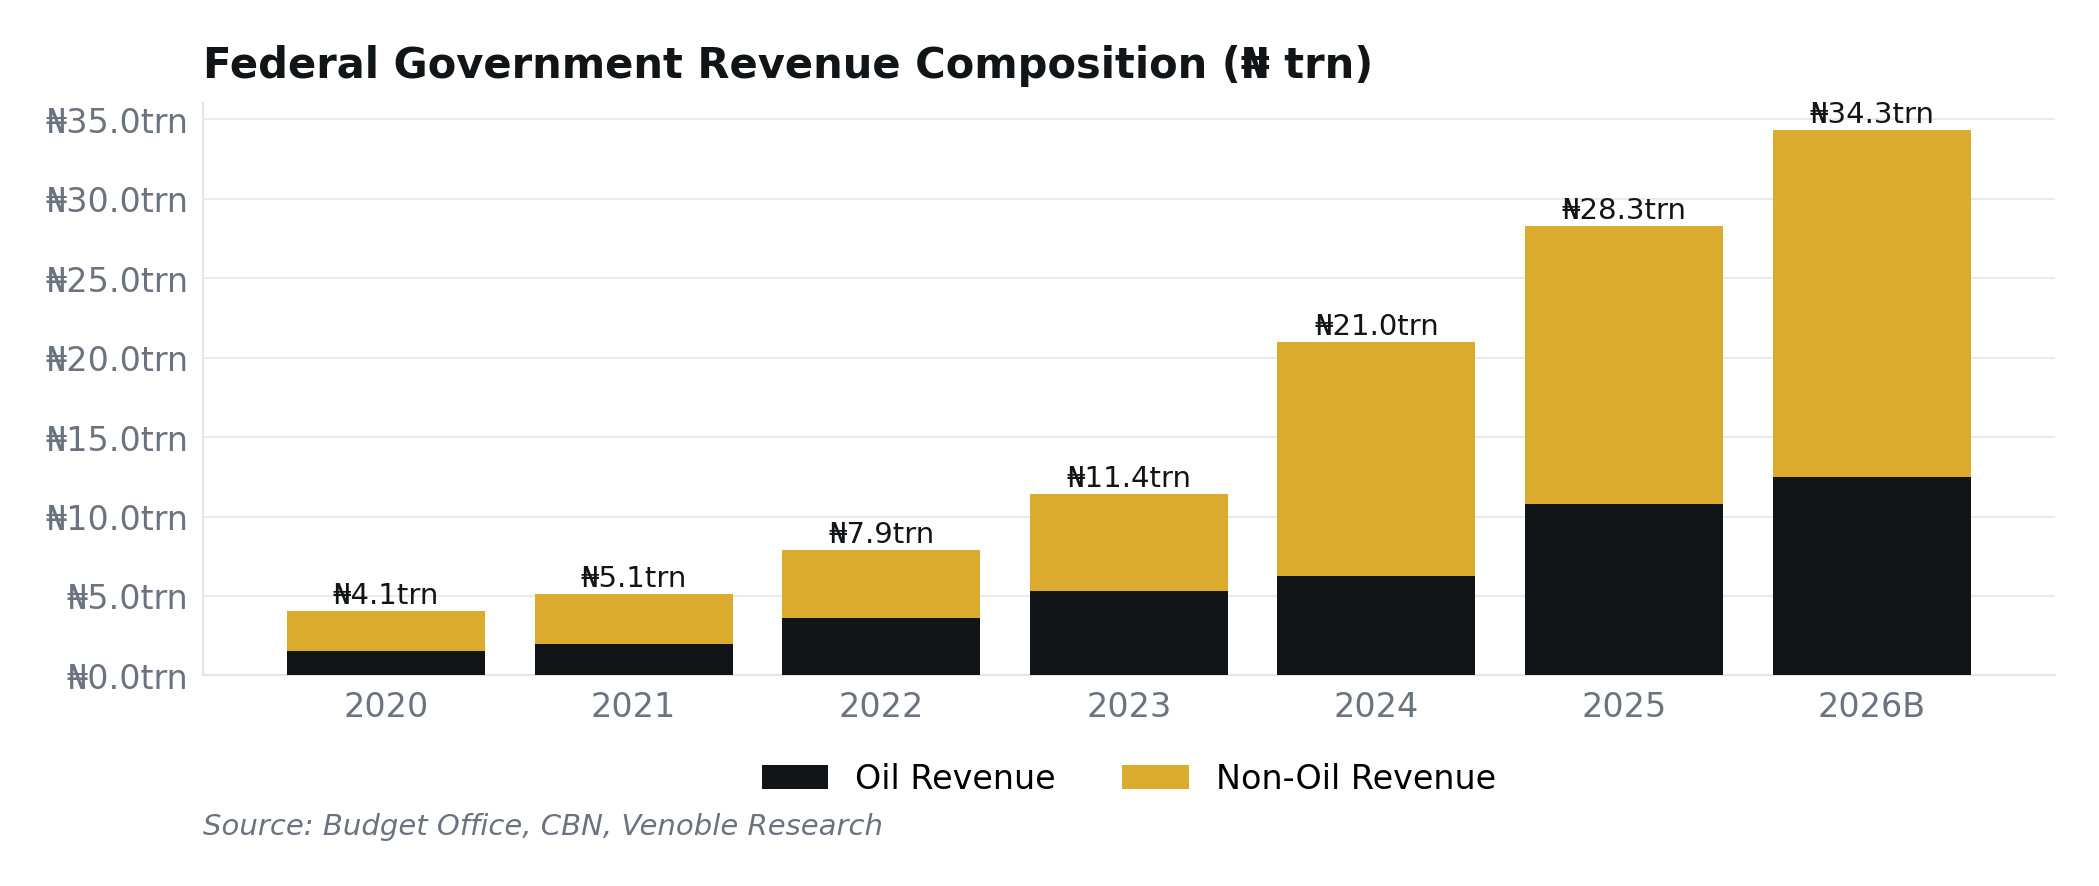 Federal Government Revenue Composition (₦ trn)
₦35.0trn
₦30.0trn
₦25.0trn
₦20.0trn
₦15.0trn
₦10.0trn
₦5.0trn
₦0.0trn
₦4.1trn
₦5.1trn
₦7.9trn
₦11.4trn
₦21.0trn
₦28.3trn
₦34.3trn
2020 2021 2022 2023 2024 2025 2026B
Oil Revenue Non-Oil Revenue
Source: Budget Office, CBN, Venoble Research